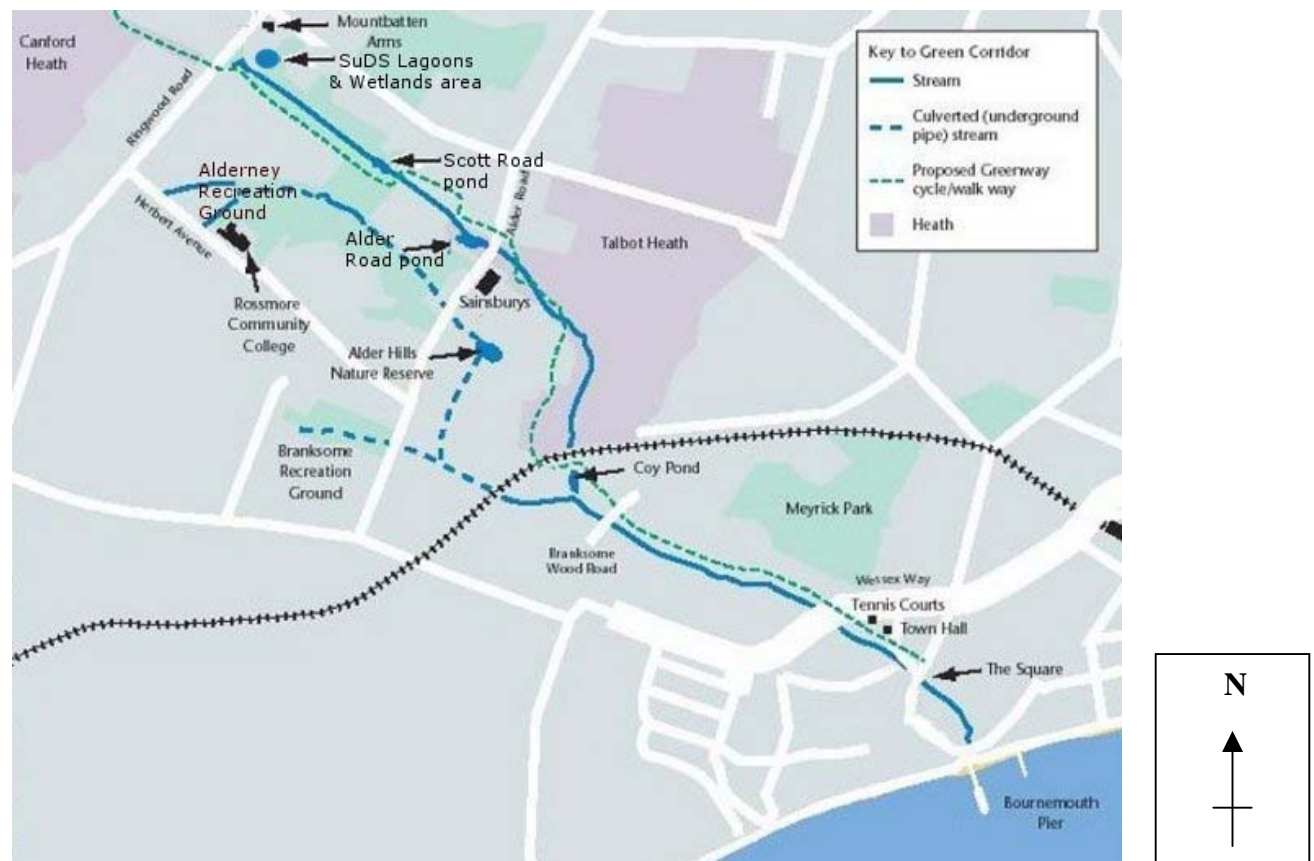 Mountbatten
Arms
Canford
Heath
SuDS Lagoons
& Wetlands area
Ringwood Road
Key to Green Corridor
Stream
Culverted (underground
pipe) stream
Proposed Greenway
cycle/walk way
Heath
Scott Road
pond
Alderney
Recreation
Ground
Herbert Avenue
Alder Road
Alder
Road pond
Talbot Heath
Sainsburys
Rossmore
Community
College
Alder Hills
Nature Reserve
Branksome
Recreation
Ground
Coy Pond
Meyrick Park
Branksome
Wood Road
Wessex Way
Tennis Courts
Town Hall
The Square
Bournemouth
Pier
N